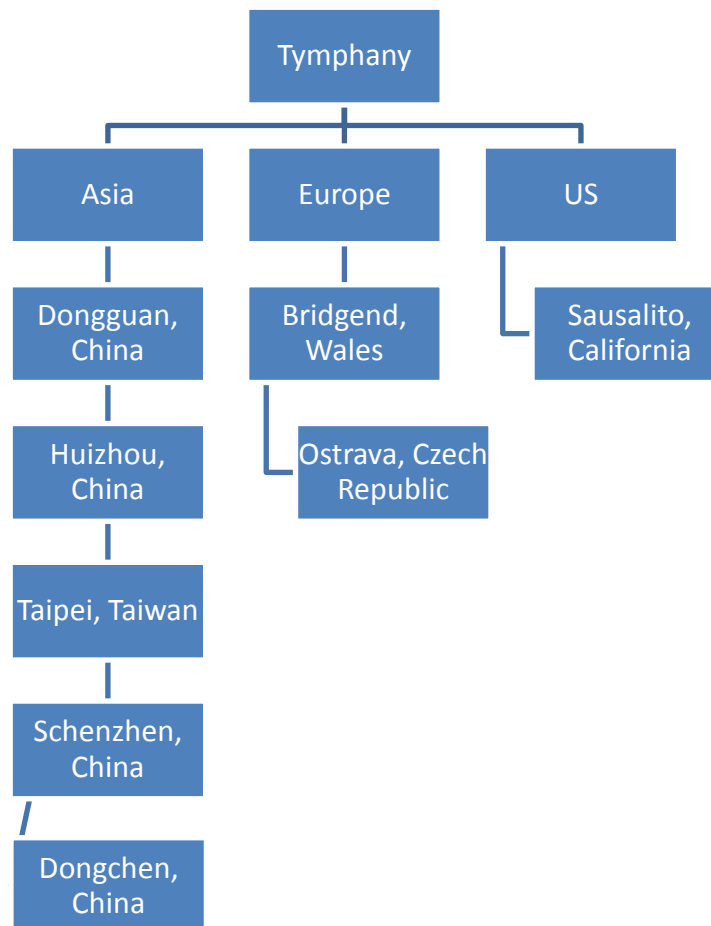 Tymphany
Asia
Europe
US
Dongguan,
China
Bridgend,
Wales
Sausalito,
California
Huizhou,
China
Ostrava, Czech
Republic
Taipei, Taiwan
Schenzhen,
China
Dongchen,
China